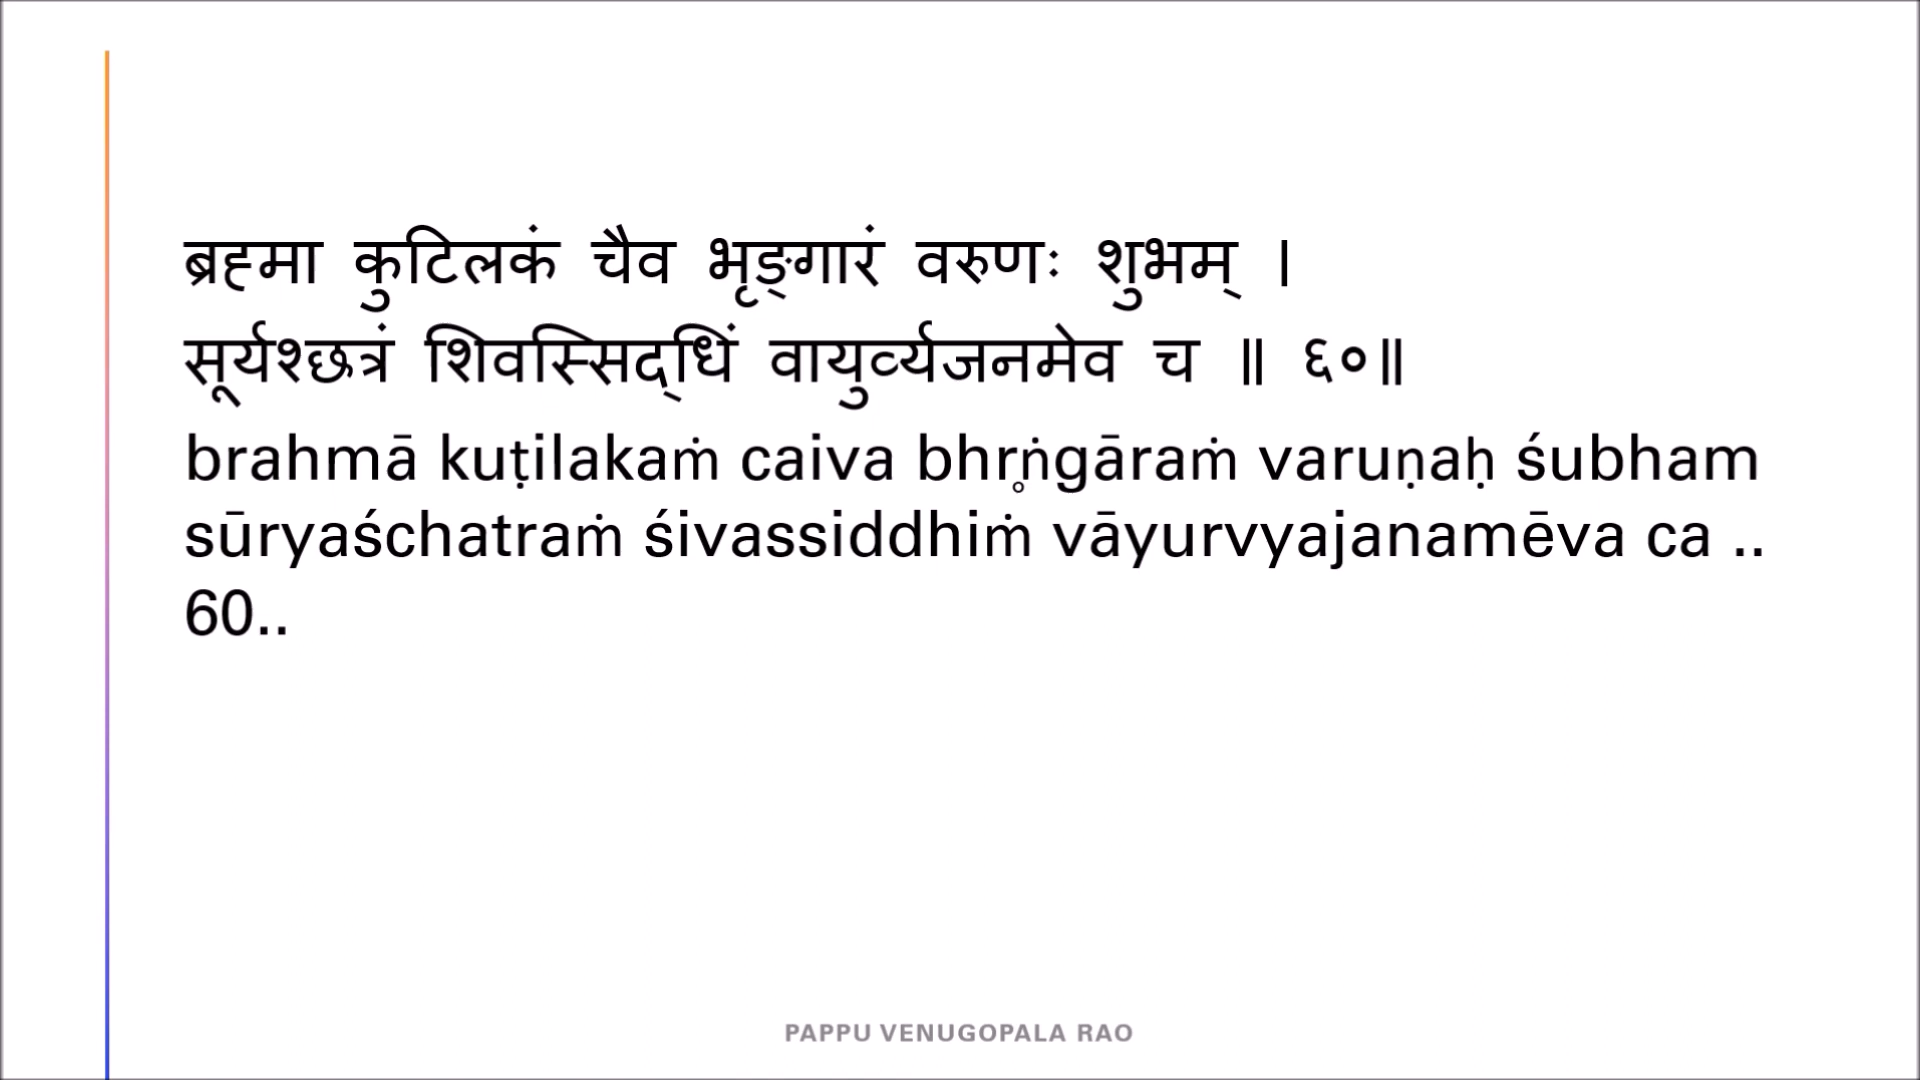 ब्रह्मा कुटिलकं चैव भृङ्गारं वरुणः शुभम् ।
सूर्यश्छत्रं शिवस्सिद्धिं वायुर्व्यजनमेव च ॥ ६०॥
brahmā kuṭilakaṁ caiva bhr̥ṅgāraṁ varuṇaḥ śubham
sūryaśchatraṁ śivassiddhiṁ vāyurvyajanamēva ca ..
60..
PAPPU VENUGOPALA RAO